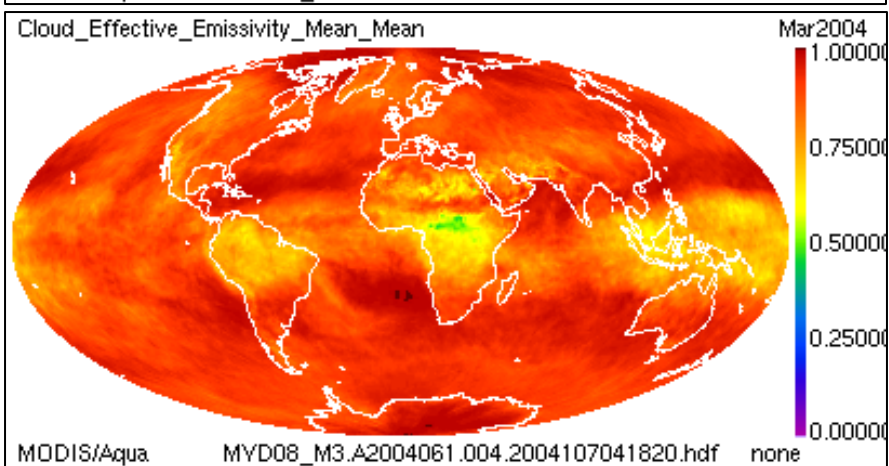 Cloud_Effective_Emissivity_Mean_Mean Mar2004
1.00000
0.75000
0.50000
0.25000
0.00000
MODIS/Aqua MYD08_M3.A2004061.004.2004107041820.hdf none